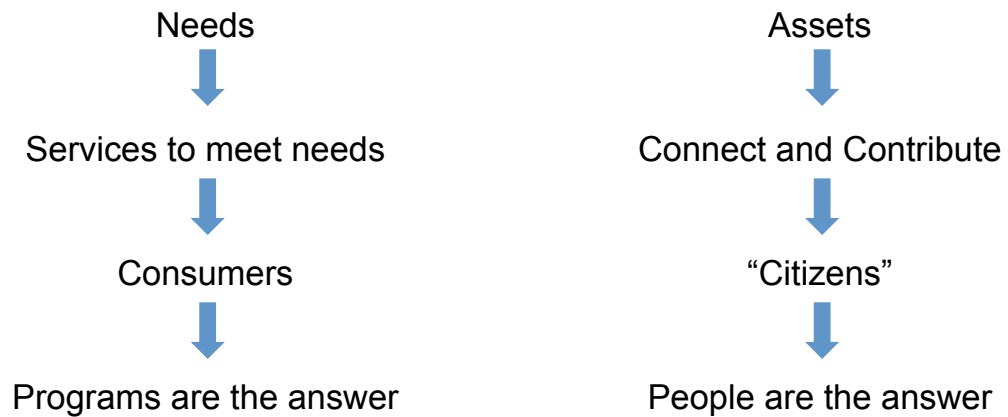 Needs
Services to meet needs
Consumers
Programs are the answer
Assets
Connect and Contribute
“Citizens”
People are the answer